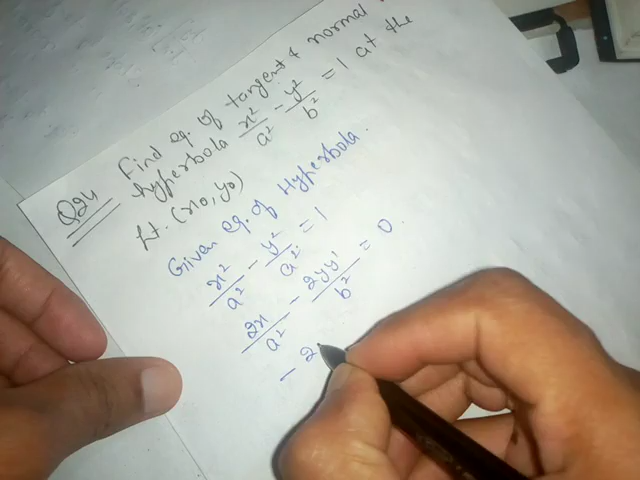 Q24 Find eq. of tangent & normal
hyperbola x²/a² - y²/b² = 1 at the
pt. (x0, y0)
Given eq. of Hyperbola.
x²/a² - y²/a² = 1
2x/a² - 2yy'/b² = 0.
- 2